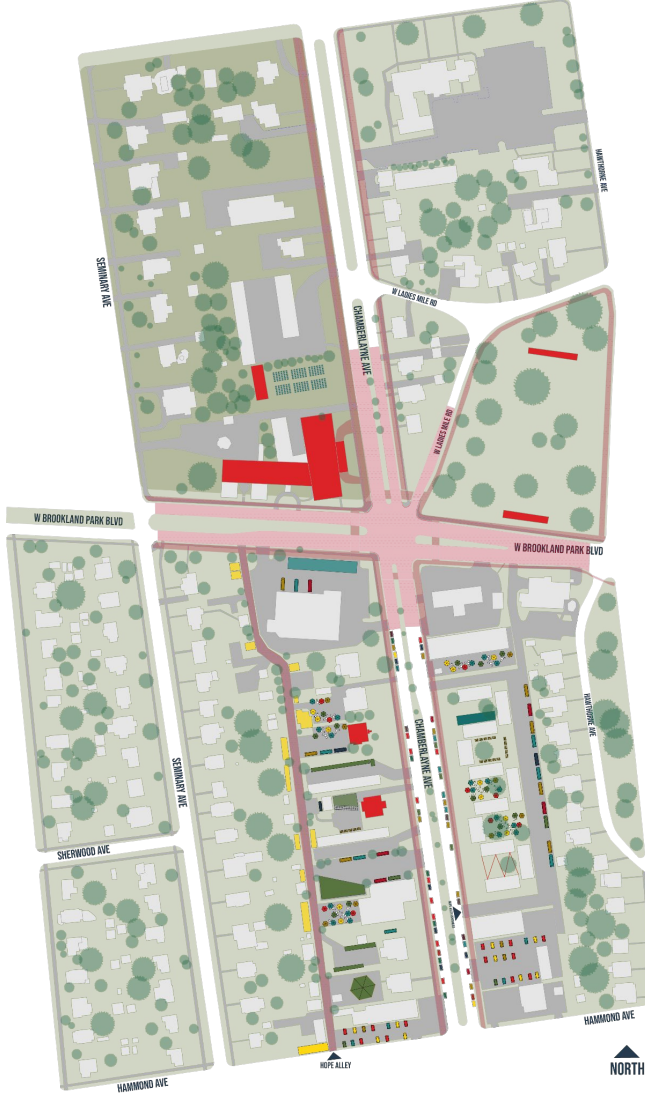 HAWTHORNE AVE
SEMINARY AVE
W LADIES MILE RD
CHAMBERLAYNE AVE
W LADIES MILE RD
W BROOKLAND PARK BLVD
W BROOKLAND PARK BLVD
HAWTHORNE AVE
CHAMBERLAYNE AVE
SEMINARY AVE
SHERWOOD AVE
HAMMOND AVE
HOPE ALLEY
HAMMOND AVE
NORTH